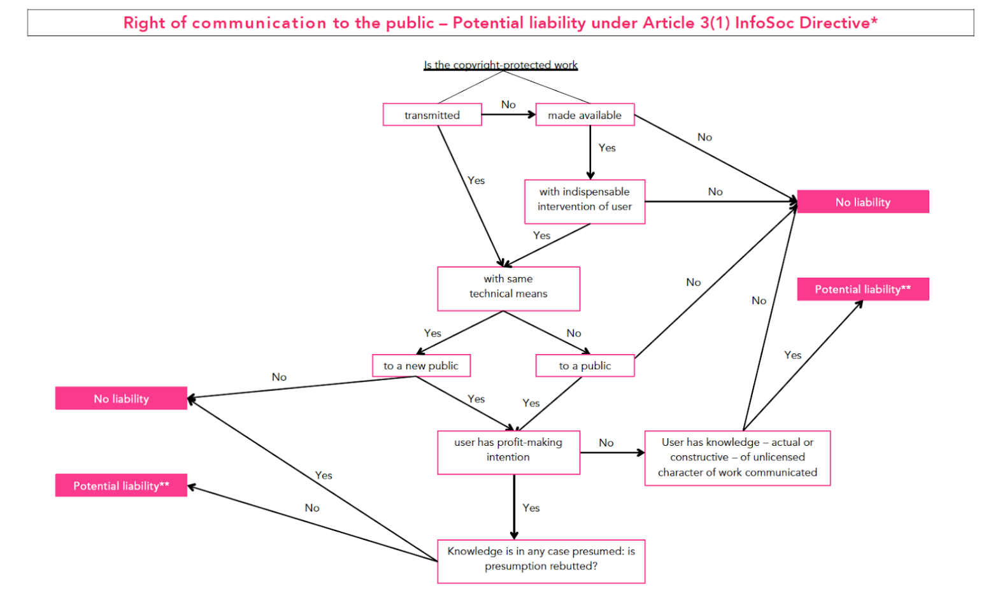 Right of communication to the public – Potential liability under Article 3(1) InfoSoc Directive*
Is the copyright-protected work
No
transmitted
made available
No
Yes
Yes
with indispensable
intervention of user
No
No liability
Yes
with same
technical means
No
Potential liability**
No
Yes
No
Yes
to a new public
to a public
No
No liability
Yes
Yes
user has profit-making
intention
No
User has knowledge – actual or
constructive – of unlicensed
character of work communicated
Yes
Potential liability**
No
Yes
Knowledge is in any case presumed: is
presumption rebutted?